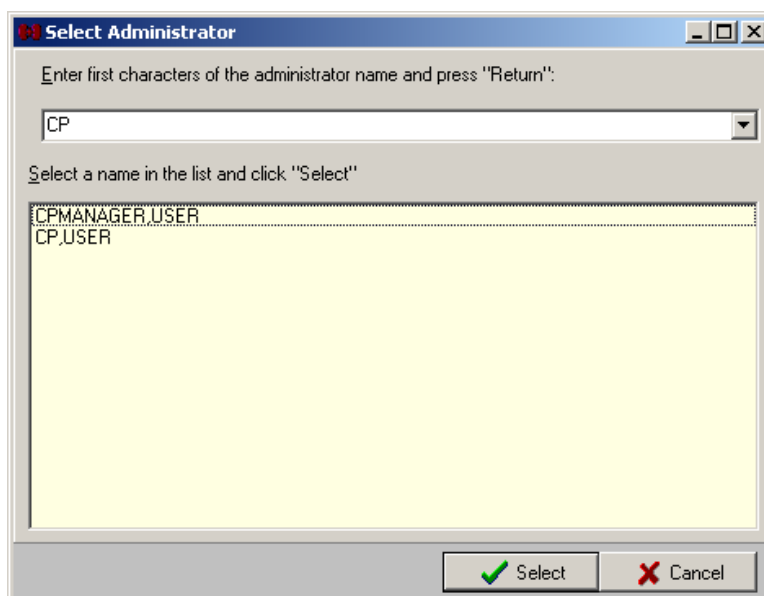 Select Administrator
Enter first characters of the administrator name and press "Return":
CP
Select a name in the list and click "Select"
CPMANAGER,USER
CP,USER
Select Cancel